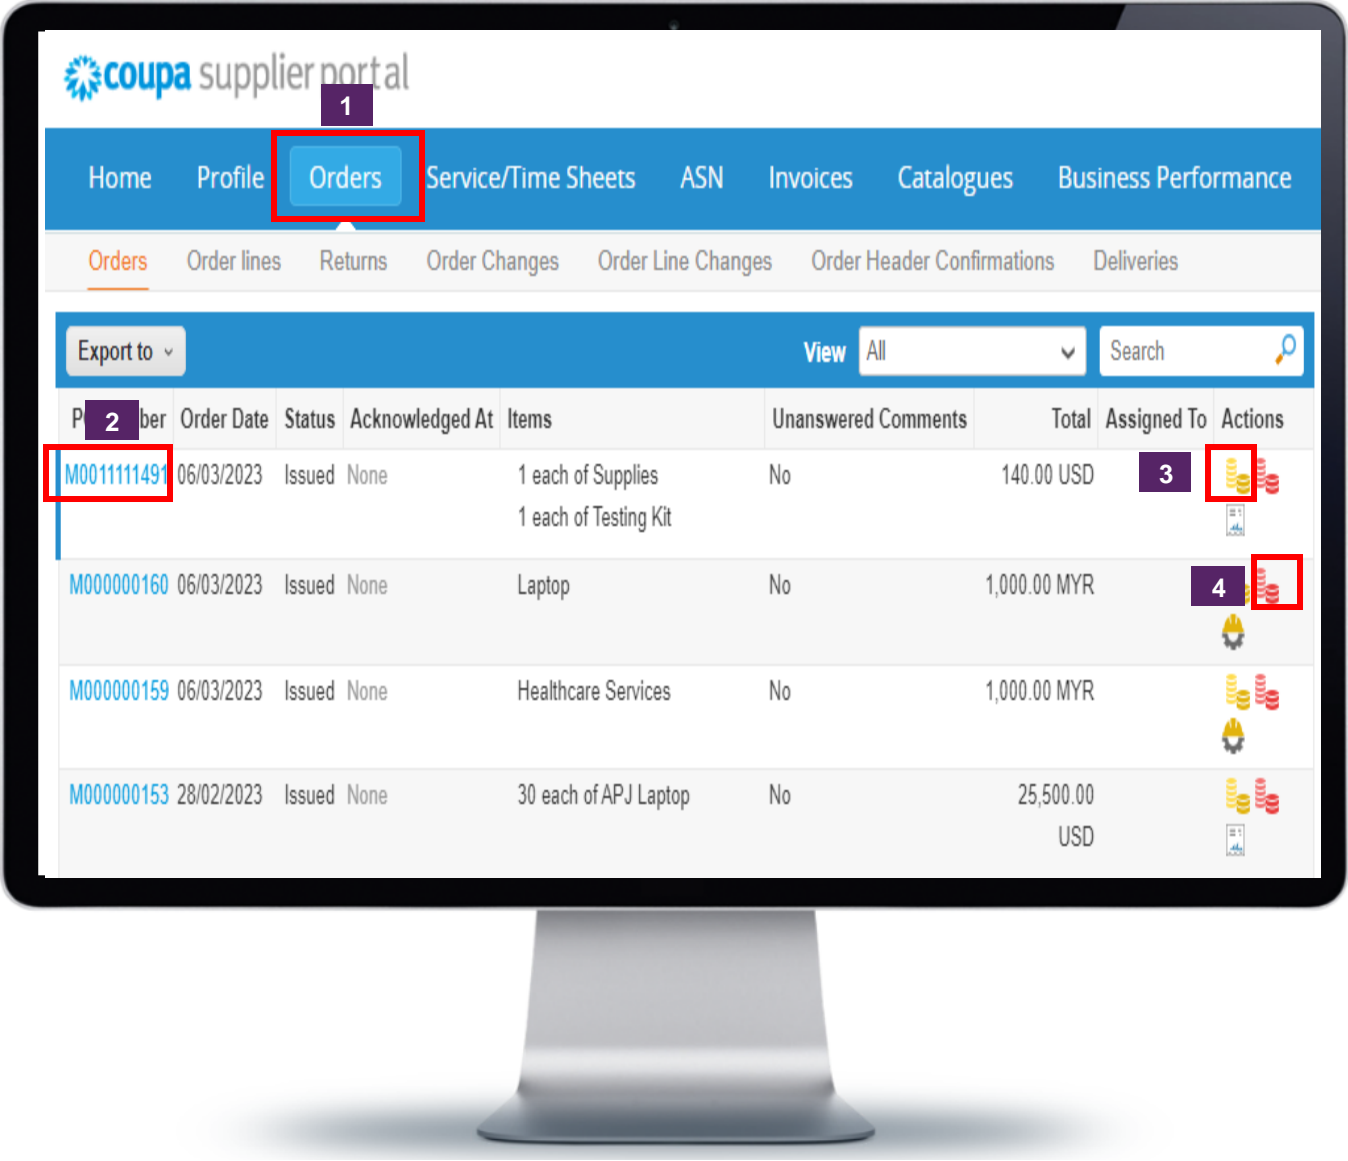 coupa supplier portal
1
Home Profile Orders Service/Time Sheets ASN Invoices Catalogues Business Performance
Orders Order lines Returns Order Changes Order Line Changes Order Header Confirmations Deliveries
Export to View All Search
2 Order Date Status Acknowledged At Items Unanswered Comments Total Assigned To Actions
M0011111491 06/03/2023 Issued None 1 each of Supplies No 140.00 USD 3
1 each of Testing Kit
M000000160 06/03/2023 Issued None Laptop No 1,000.00 MYR 4
M000000159 06/03/2023 Issued None Healthcare Services No 1,000.00 MYR
M000000153 28/02/2023 Issued None 30 each of APJ Laptop No 25,500.00
USD